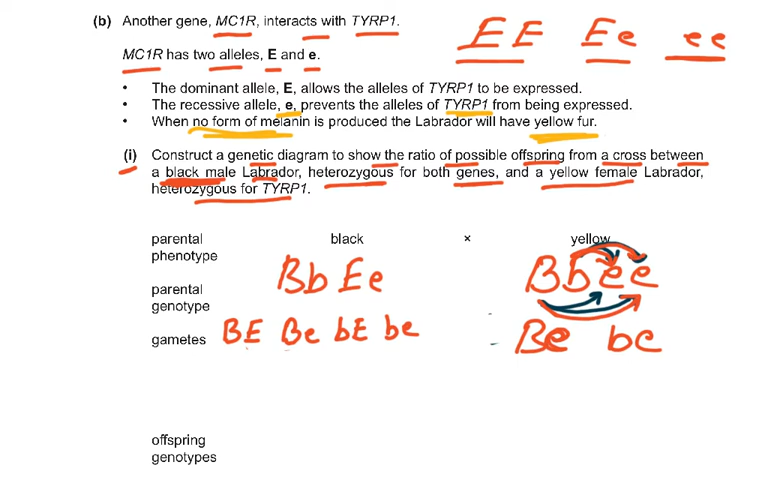 (b) Another gene, MC1R, interacts with TYRP1.
EE Ee ee
MC1R has two alleles, E and e.
• The dominant allele, E, allows the alleles of TYRP1 to be expressed.
• The recessive allele, e, prevents the alleles of TYRP1 from being expressed.
• When no form of melanin is produced the Labrador will have yellow fur.
(i) Construct a genetic diagram to show the ratio of possible offspring from a cross between
a black male Labrador, heterozygous for both genes, and a yellow female Labrador,
heterozygous for TYRP1.
parental black × yellow
phenotype
parental BbEe Bbee
genotype
gametes BE Be bE be Be be
offspring
genotypes